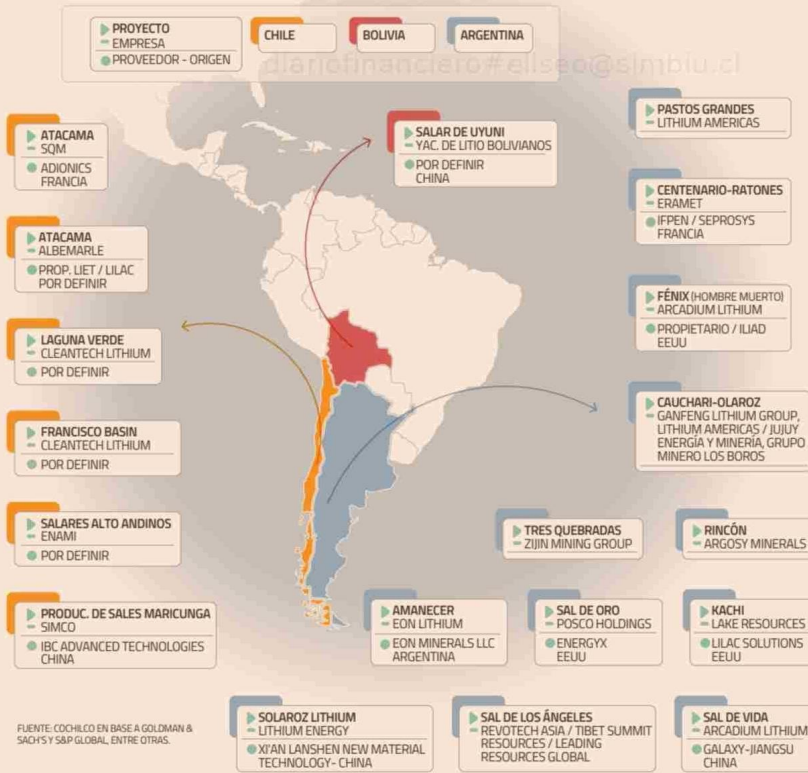 PROYECTO
EMPRESA
PROVEEDOR - ORIGEN
CHILE
BOLIVIA
ARGENTINA
diariofinanciero#eliseo@simbiu.cl
ATACAMA
SQM
ADIONICS
FRANCIA
ATACAMA
ALBEMARLE
PROP. LIET / LILAC
POR DEFINIR
LAGUNA VERDE
CLEANTECH LITHIUM
POR DEFINIR
FRANCISCO BASIN
CLEANTECH LITHIUM
POR DEFINIR
SALARES ALTO ANDINOS
ENAMI
POR DEFINIR
PRODUC. DE SALES MARICUNGA
SIMCO
IBC ADVANCED TECHNOLOGIES
CHINA
SALAR DE UYUNI
YAC. DE LITIO BOLIVIANOS
POR DEFINIR
CHINA
PASTOS GRANDES
LITHIUM AMERICAS
CENTENARIO-RATONES
ERAMET
IFPEN / SEPROSYS
FRANCIA
FÉNIX (HOMBRE MUERTO)
ARCADIUM LITHIUM
PROPIETARIO / ILIAD
EEUU
CAUCHARI-OLAROZ
GANFENG LITHIUM GROUP,
LITHIUM AMERICAS / JUJUY
ENERGÍA Y MINERÍA, GRUPO
MINERO LOS BOROS
TRES QUEBRADAS
ZIJIN MINING GROUP
RINCÓN
ARGOSY MINERALS
AMANECER
EON LITHIUM
EON MINERALS LLC
ARGENTINA
SAL DE ORO
POSCO HOLDINGS
ENERGYX
EEUU
KACHI
LAKE RESOURCES
LILAC SOLUTIONS
EEUU
SOLAROZ LITHIUM
LITHIUM ENERGY
XI'AN LANSHEN NEW MATERIAL
TECHNOLOGY- CHINA
SAL DE LOS ÁNGELES
REVOTECH ASIA / TIBET SUMMIT
RESOURCES / LEADING
RESOURCES GLOBAL
SAL DE VIDA
ARCADIUM LITHIUM
GALAXY-JIANGSU
CHINA
FUENTE: COCHILCO EN BASE A GOLDMAN &
SACH'S Y S&P GLOBAL, ENTRE OTRAS.